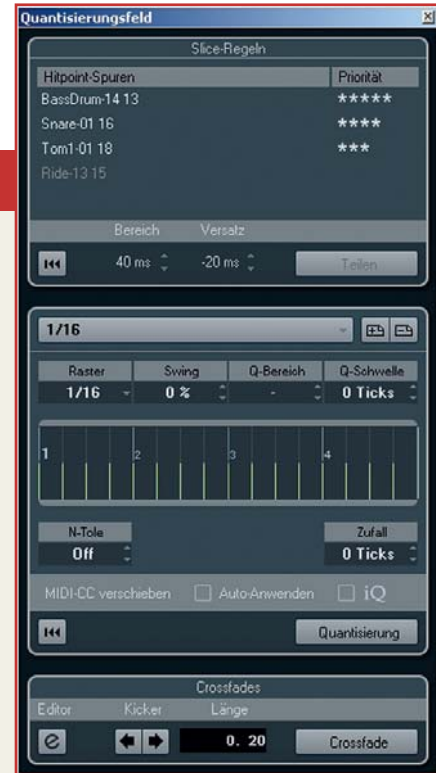 Quantisierungsfeld
Slice-Regeln
Hitpoint-Spuren Priorität
BassDrum-14 13 *****
Snare-01 16 ****
Tom1-01 18 ***
Ride-13 15
Bereich Versatz
40 ms -20 ms Teilen
1/16
Raster Swing Q-Bereich Q-Schwelle
1/16 0 % - 0 Ticks
1 2 3 4
N-Tole Zufall
Off 0 Ticks
MIDI-CC verschieben Auto-Anwenden iQ
Quantisierung
Crossfades
Editor Kicker Länge
e 0. 20 Crossfade